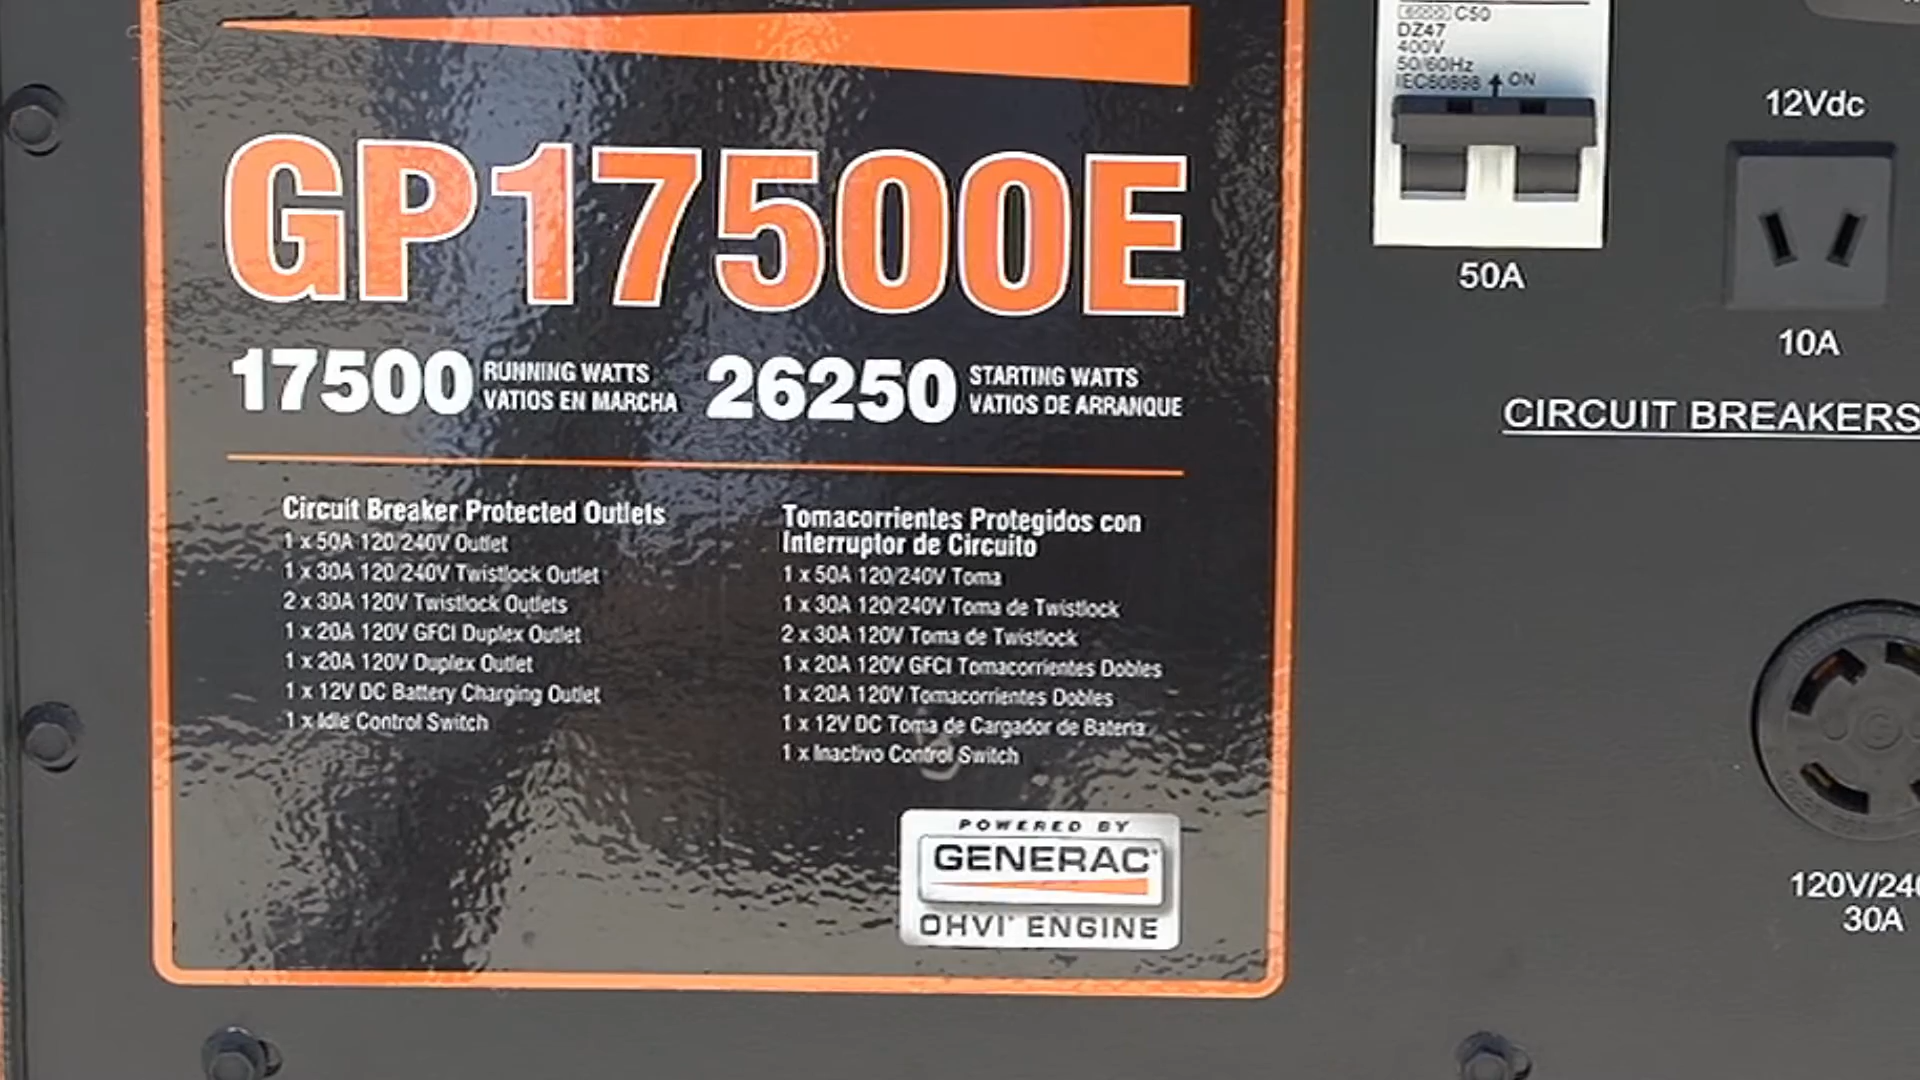 GP17500E
17500 RUNNING WATTS
VATIOS EN MARCHA
26250 STARTING WATTS
VATIOS DE ARRANQUE
Circuit Breaker Protected Outlets
1 x 50A 120/240V Outlet
1 x 30A 120/240V Twistlock Outlet
2 x 30A 120V Twistlock Outlets
1 x 20A 120V GFCI Duplex Outlet
1 x 20A 120V Duplex Outlet
1 x 12V DC Battery Charging Outlet
1 x Idle Control Switch
Tomacorrientes Protegidos con
Interruptor de Circuito
1 x 50A 120/240V Toma
1 x 30A 120/240V Toma de Twistlock
2 x 30A 120V Toma de Twistlock
1 x 20A 120V GFCI Tomacorrientes Dobles
1 x 20A 120V Tomacorrientes Dobles
1 x 12V DC Toma de Cargador de Bateria
1 x Inactivo Control Switch
POWERED BY
GENERAC
OHVI ENGINE
6000 C50
DZ47
400V
50/60Hz
IEC60898 ON
50A
12Vdc
10A
CIRCUIT BREAKERS
120V/240
30A